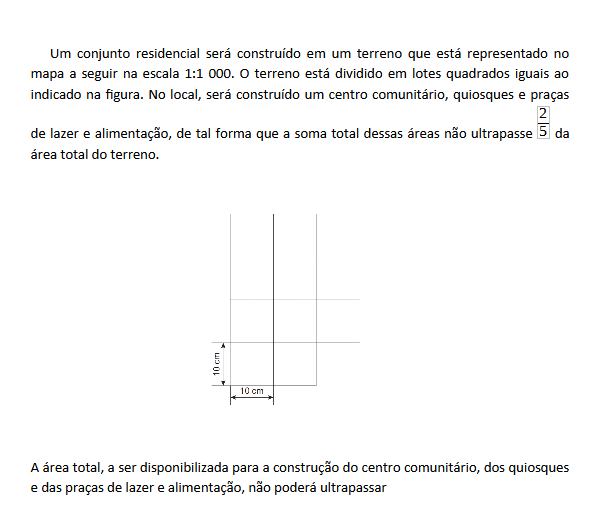 Um conjunto residencial será construído em um terreno que está representado no
mapa a seguir na escala 1:1 000. O terreno está dividido em lotes quadrados iguais ao
indicado na figura. No local, será construído um centro comunitário, quiosques e praças
de lazer e alimentação, de tal forma que a soma total dessas áreas não ultrapasse 2/5 da
área total do terreno.
10 cm
10 cm
A área total, a ser disponibilizada para a construção do centro comunitário, dos quiosques
e das praças de lazer e alimentação, não poderá ultrapassar